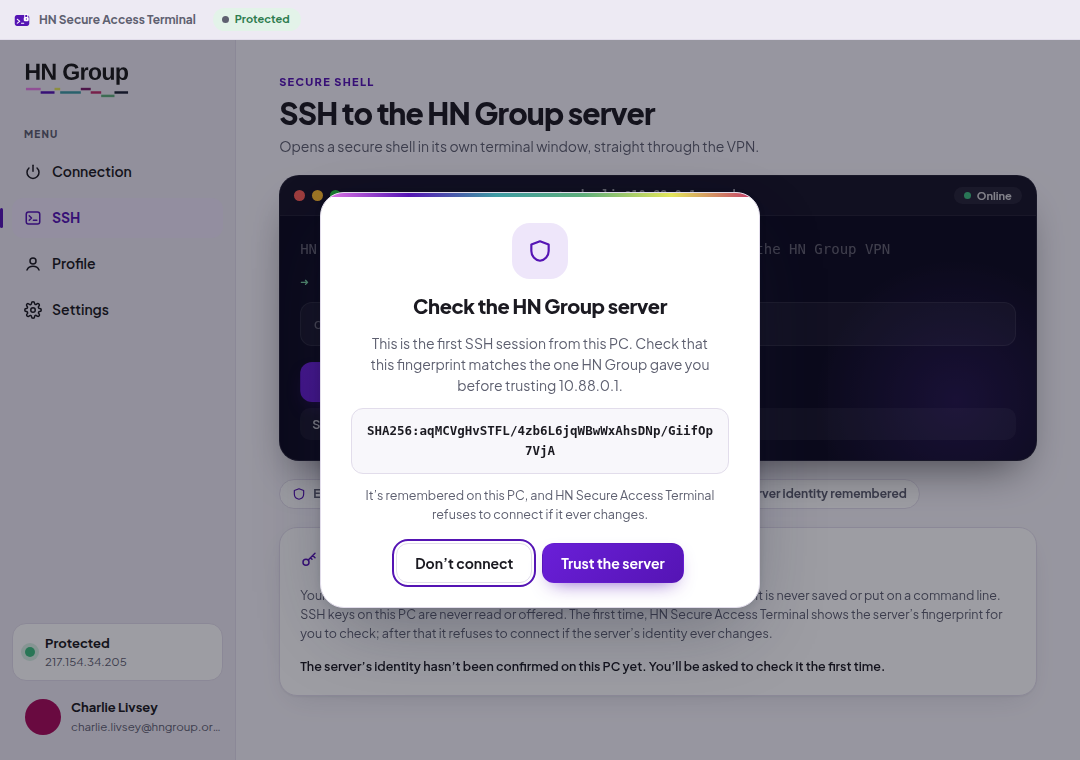 HN Secure Access Terminal
Protected
HN Group
MENU
Connection
SSH
Profile
Settings
Protected
217.154.34.205
Charlie Livsey
charlie.livsey@hngroup.or…
SECURE SHELL
SSH to the HN Group server
Opens a secure shell in its own terminal window, straight through the VPN.
Online
HN
the HN Group VPN
➜
Check the HN Group server
This is the first SSH session from this PC. Check that
this fingerprint matches the one HN Group gave you
before trusting 10.88.0.1.
SHA256:aqMCVgHvSTFL/4zb6L6jqWBwWxAhsDNp/GiifOp
7VjA
It’s remembered on this PC, and HN Secure Access Terminal
refuses to connect if it ever changes.
Don’t connect
Trust the server
S
E
identity remembered
is never saved or put on a command line.
SSH keys on this PC are never read or offered. The first time, HN Secure Access Terminal shows the server’s fingerprint for
you to check; after that it refuses to connect if the server’s identity ever changes.
The server’s identity hasn’t been confirmed on this PC yet. You’ll be asked to check it the first time.